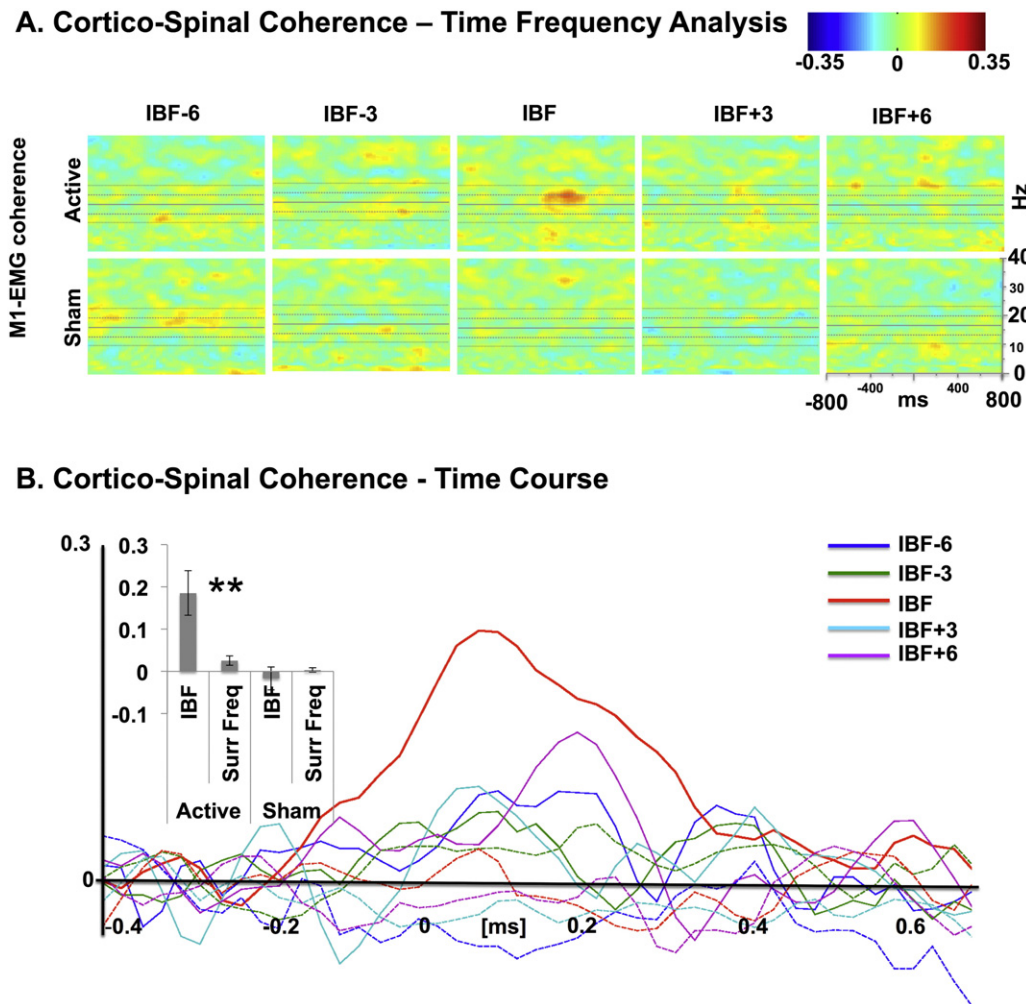 A. Cortico-Spinal Coherence – Time Frequency Analysis
-0.35 0 0.35
IBF-6 IBF-3 IBF IBF+3 IBF+6
M1-EMG coherence
Active
Sham
Hz
40
30
20
10
0
-800 -400 ms 400 800
B. Cortico-Spinal Coherence - Time Course
0.3
0
0.3
0.2
0.1
0
-0.1
**
IBF
Surr Freq
IBF
Surr Freq
Active Sham
IBF-6
IBF-3
IBF
IBF+3
IBF+6
-0.4 -0.2 0 [ms] 0.2 0.4 0.6